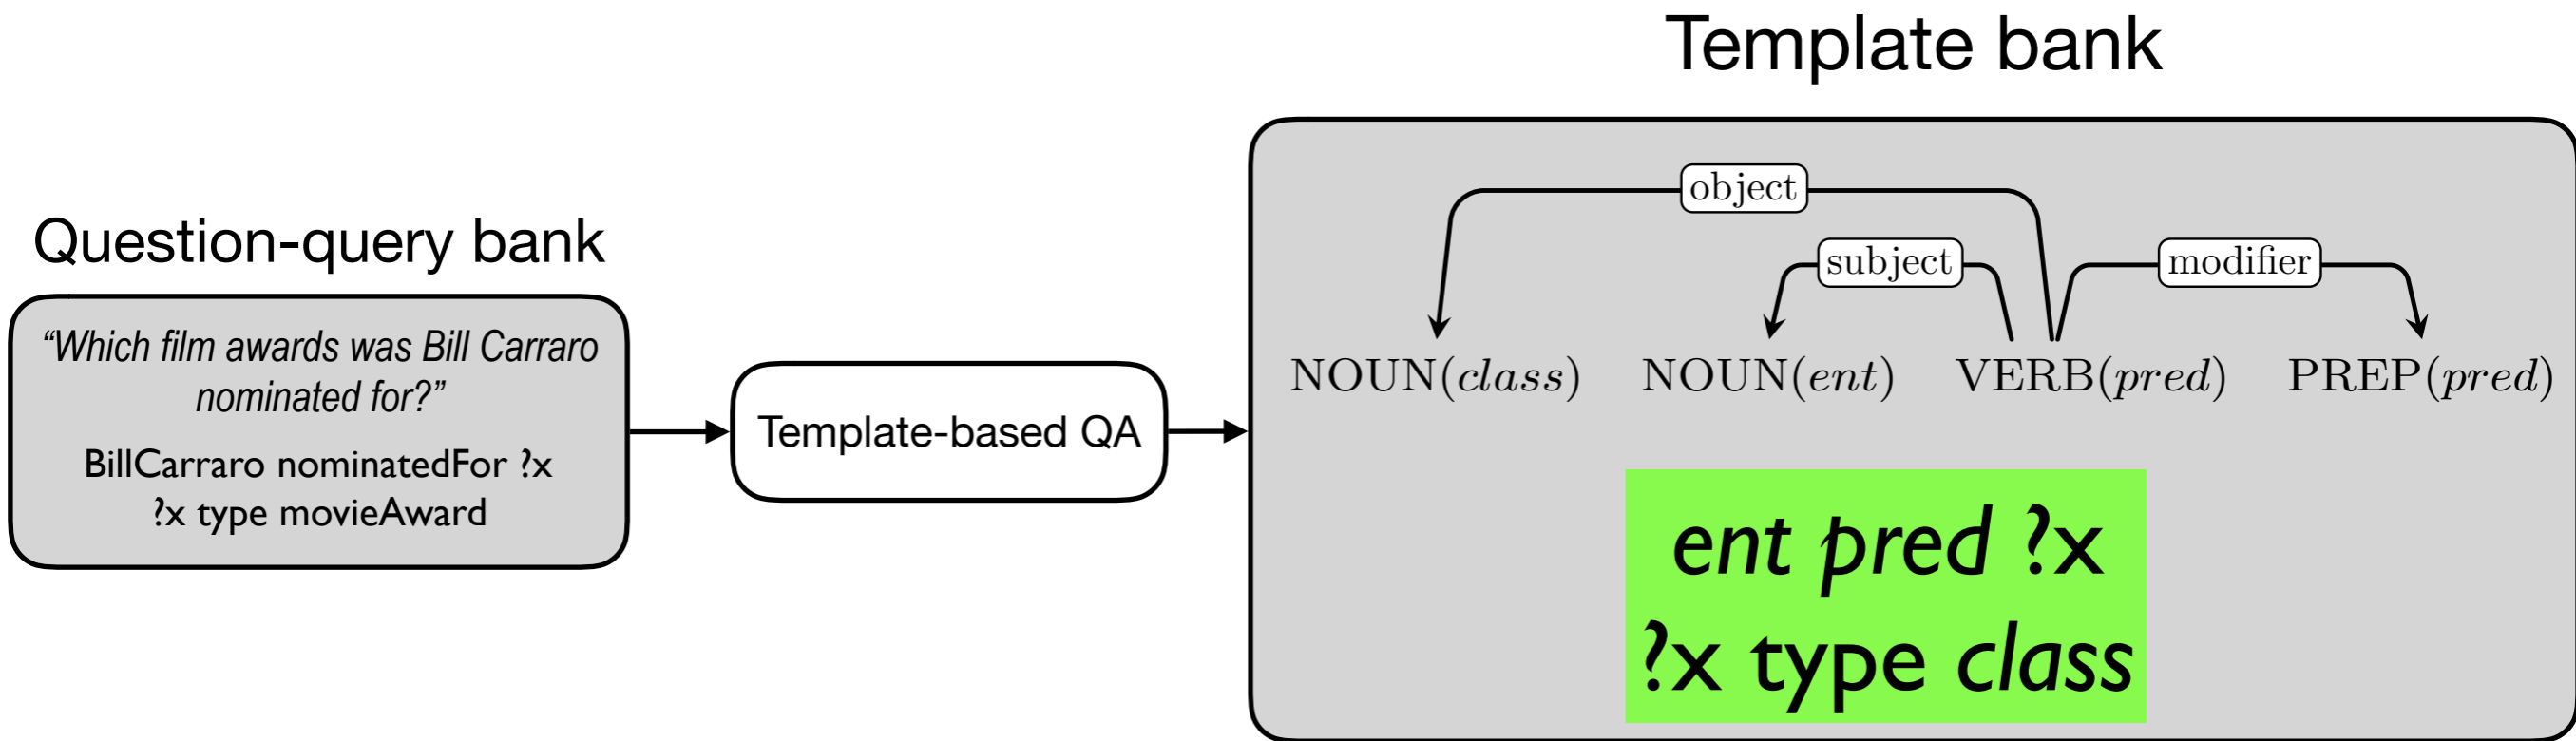 Question-query bank
“Which film awards was Bill Carraro
nominated for?”
BillCarraro nominatedFor ?x
?x type movieAward
Template-based QA
Template bank
object
subject
modifier
NOUN(class) NOUN(ent) VERB(pred) PREP(pred)
ent pred ?x
?x type class